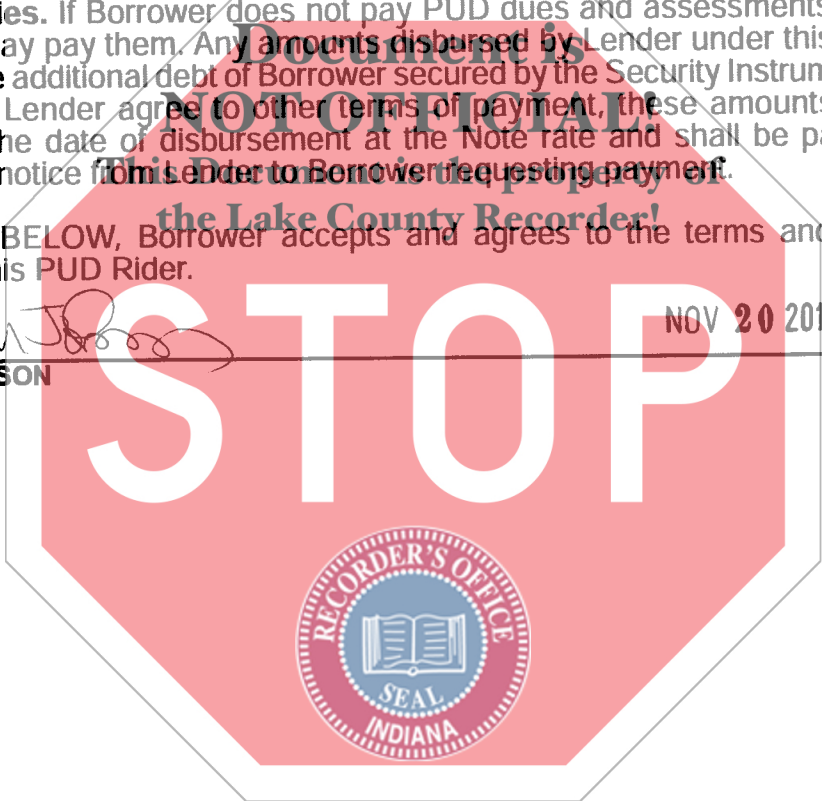 ies. If Borrower does not pay PUD dues and assessments
ay pay them. Any amounts disbursed by Lender under this
e additional debt of Borrower secured by the Security Instrum
Lender agree to other terms of payment, these amounts
he date of disbursement at the Note rate and shall be pa
notice from Lender to Borrower requesting payment.
Document is
NOT OFFICIAL!
This Document is the property of
the Lake County Recorder!
BELOW, Borrower accepts and agrees to the terms and
is PUD Rider.
NOV 20 201
SON
STOP
RECORDER'S OFFICE
SEAL
INDIANA